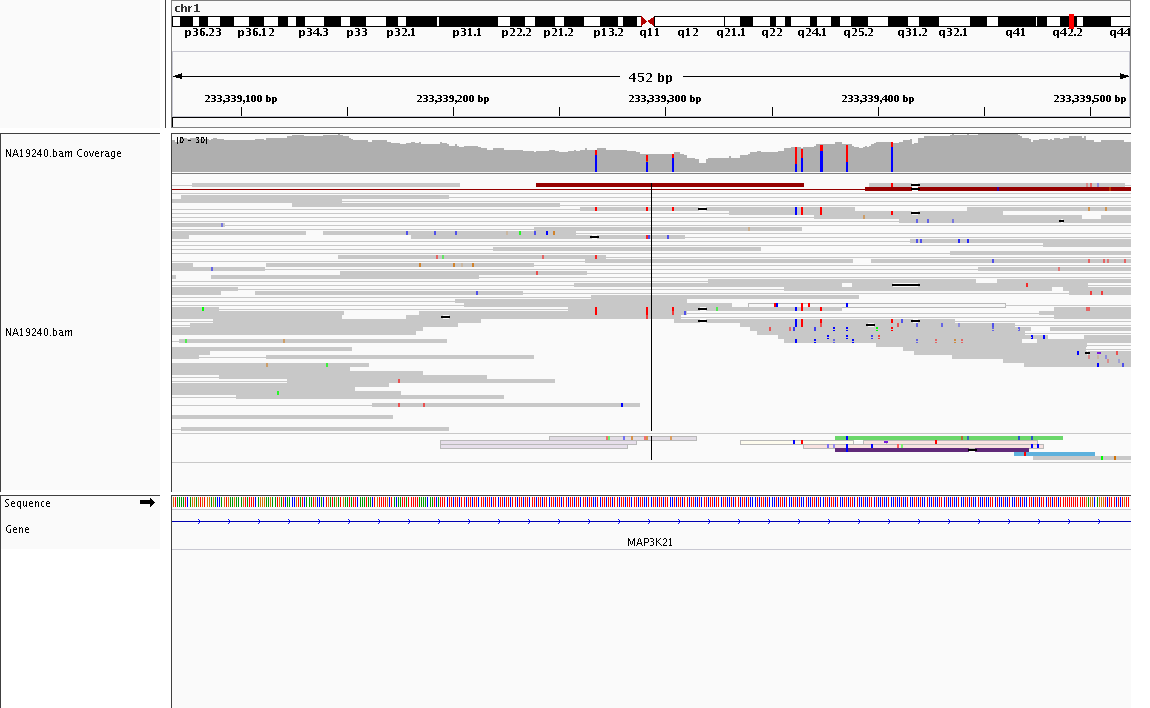 chr1
p36.23 p36.12 p34.3 p33 p32.1 p31.1 p22.2 p21.2 p13.2 q11 q12 q21.1 q22 q24.1 q25.2 q31.2 q32.1 q41 q42.2 q44
452 bp
233,339,100 bp 233,339,200 bp 233,339,300 bp 233,339,400 bp 233,339,500 bp
[0 - 30]
NA19240.bam Coverage
NA19240.bam
Sequence
Gene
MAP3K21